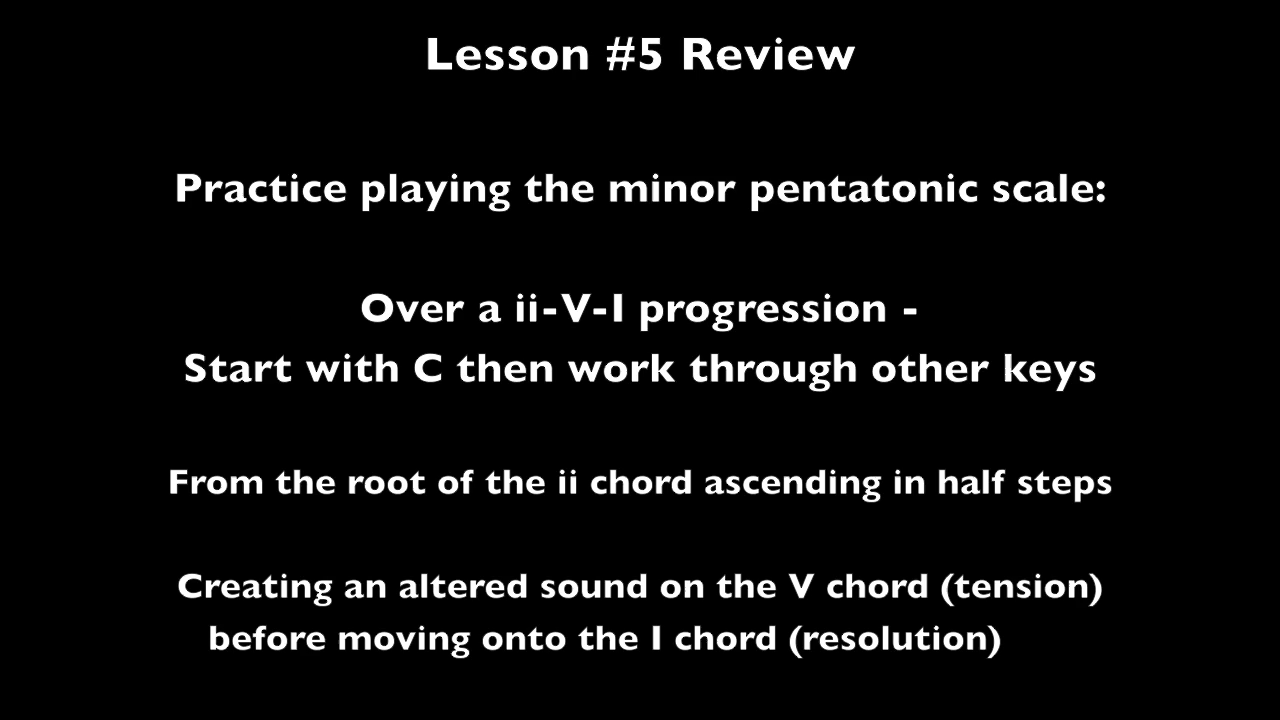 Lesson #5 Review
Practice playing the minor pentatonic scale:
Over a ii-V-I progression -
Start with C then work through other keys
From the root of the ii chord ascending in half steps
Creating an altered sound on the V chord (tension)
before moving onto the I chord (resolution)